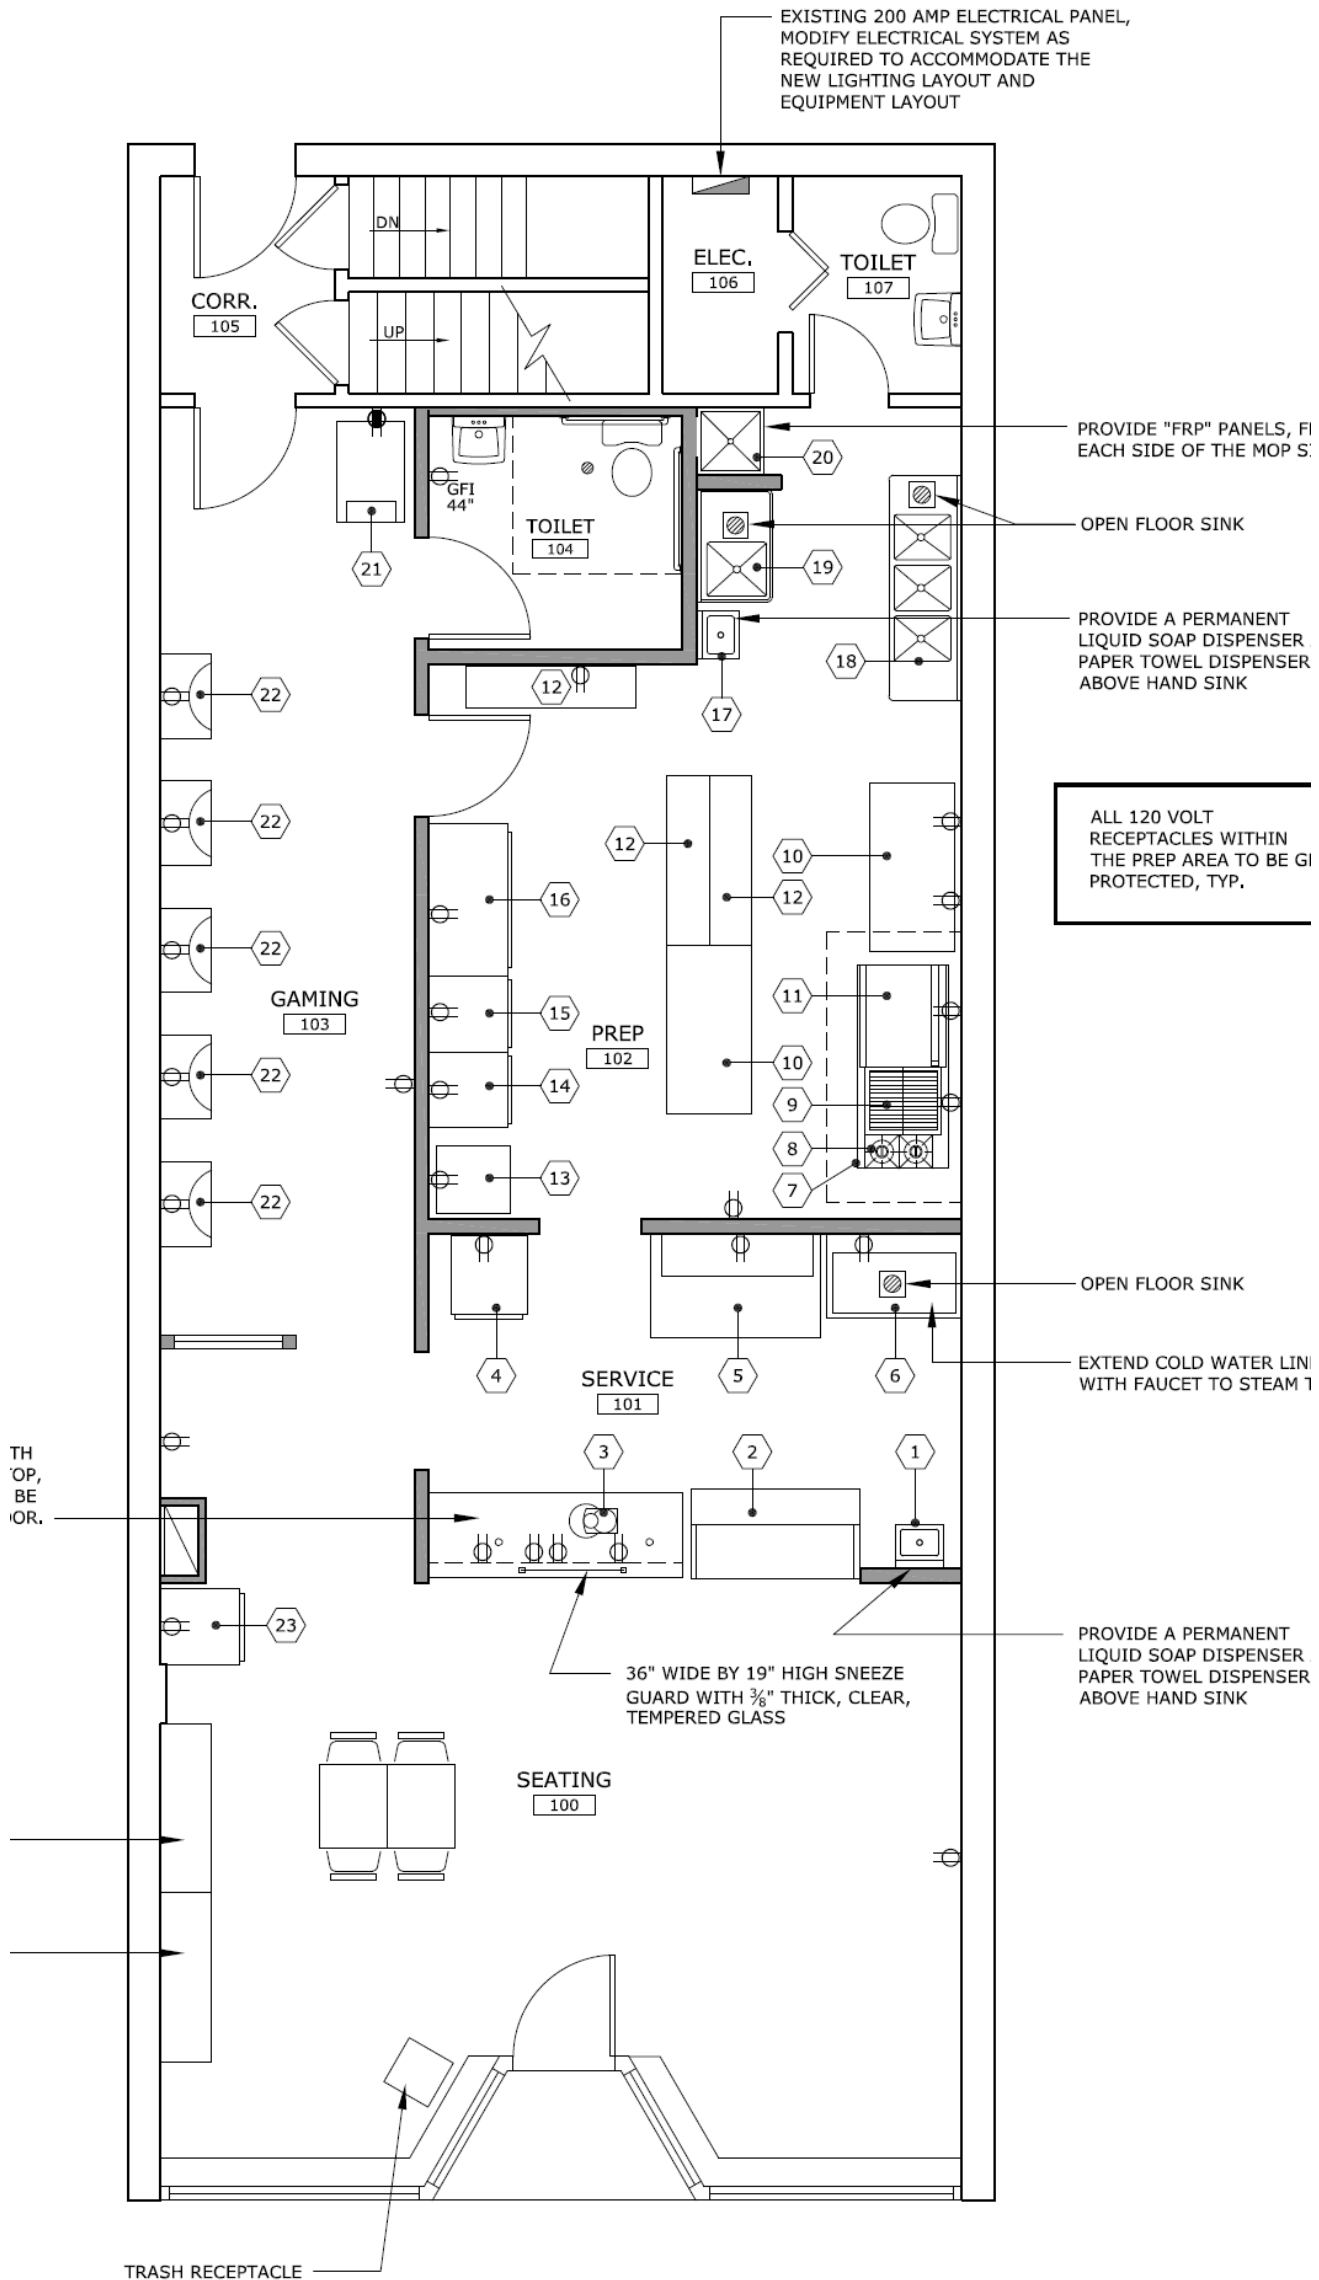 EXISTING 200 AMP ELECTRICAL PANEL,
MODIFY ELECTRICAL SYSTEM AS
REQUIRED TO ACCOMMODATE THE
NEW LIGHTING LAYOUT AND
EQUIPMENT LAYOUT
DN
ELEC.
106
TOILET
107
CORR.
105
UP
PROVIDE "FRP" PANELS,
EACH SIDE OF THE MOP
20
GFI
44"
TOILET
104
OPEN FLOOR SINK
21
19
PROVIDE A PERMANENT
LIQUID SOAP DISPENSER
PAPER TOWEL DISPENSER
ABOVE HAND SINK
18
22
12
17
22
ALL 120 VOLT
RECEPTACLES WITHIN
THE PREP AREA TO BE
PROTECTED, TYP.
12
10
16
12
22
GAMING
103
11
15
PREP
102
10
22
14
9
8
13
7
22
OPEN FLOOR SINK
4
5
6
EXTEND COLD WATER
WITH FAUCET TO STEAM
SERVICE
101
3
2
1
TH
OP,
BE
OR.
23
36" WIDE BY 19" HIGH SNEEZE
GUARD WITH ⅜" THICK, CLEAR,
TEMPERED GLASS
PROVIDE A PERMANENT
LIQUID SOAP DISPENSER
PAPER TOWEL DISPENSER
ABOVE HAND SINK
SEATING
100
TRASH RECEPTACLE